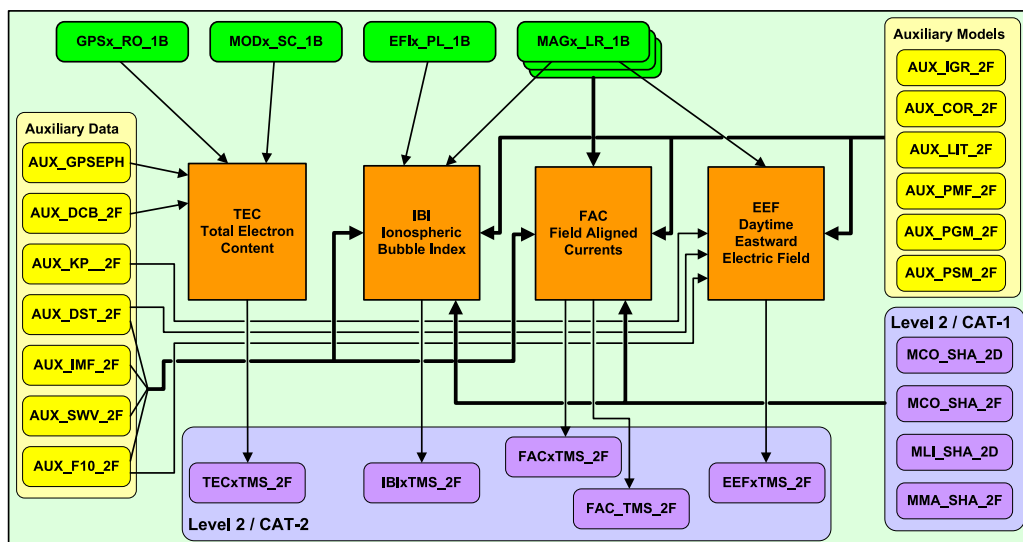 GPSx_RO_1B
MODx_SC_1B
EFIx_PL_1B
MAGx_LR_1B
Auxiliary Models
AUX_IGR_2F
AUX_COR_2F
AUX_LIT_2F
AUX_PMF_2F
AUX_PGM_2F
AUX_PSM_2F
Auxiliary Data
AUX_GPSEPH
AUX_DCB_2F
AUX_KP__2F
AUX_DST_2F
AUX_IMF_2F
AUX_SWV_2F
AUX_F10_2F
TEC
Total Electron
Content
IBI
Ionospheric
Bubble Index
FAC
Field Aligned
Currents
EEF
Daytime
Eastward
Electric Field
Level 2 / CAT-1
MCO_SHA_2D
MCO_SHA_2F
MLI_SHA_2D
MMA_SHA_2F
TECxTMS_2F
IBIxTMS_2F
FACxTMS_2F
FAC_TMS_2F
EEFxTMS_2F
Level 2 / CAT-2